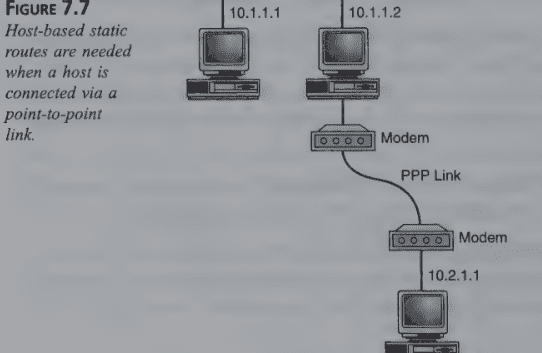 FIGURE 7.7
Host-based static
routes are needed
when a host is
connected via a
point-to-point
link.
10.1.1.1
10.1.1.2
Modem
PPP Link
Modem
10.2.1.1